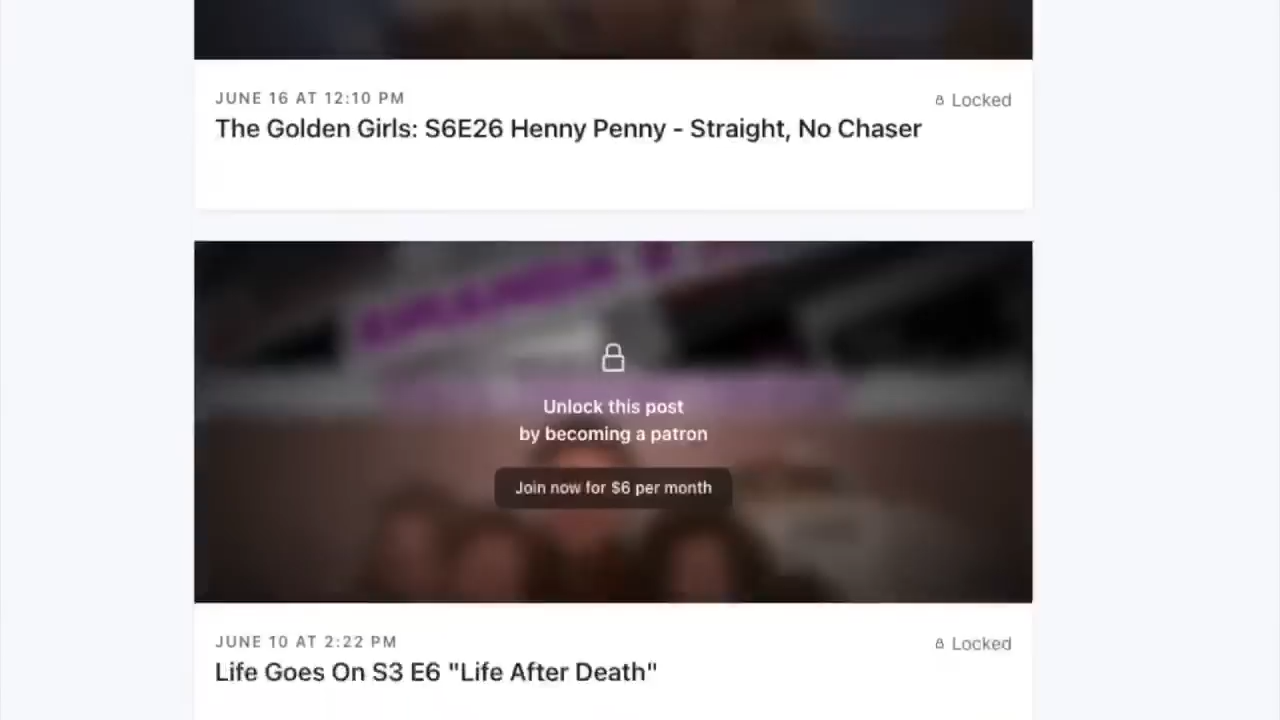 JUNE 16 AT 12:10 PM
Locked
The Golden Girls: S6E26 Henny Penny - Straight, No Chaser
Unlock this post
by becoming a patron
Join now for $6 per month
JUNE 10 AT 2:22 PM
Locked
Life Goes On S3 E6 "Life After Death"